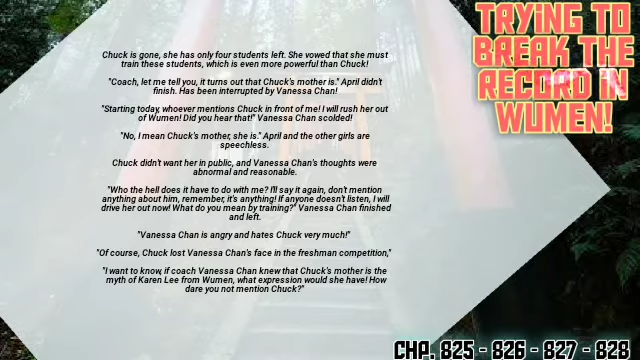 Chuck is gone, she has only four students left. She vowed that she must
train these students, which is even more powerful than Chuck!
"Coach, let me tell you, it turns out that Chuck's mother is." April didn't
finish. Has been interrupted by Vanessa Chan!
"Starting today, whoever mentions Chuck in front of me! I will rush her out
of Wumen! Did you hear that!" Vanessa Chan scolded!
"No, I mean Chuck's mother, she is." April and the other girls are
speechless.
Chuck didn't want her in public, and Vanessa Chan's thoughts were
abnormal and reasonable.
"Who the hell does it have to do with me? I'll say it again, don't mention
anything about him, remember, it's anything! If anyone doesn't listen, I will
drive her out now! What do you mean by training?" Vanessa Chan finished
and left.
"Vanessa Chan is angry and hates Chuck very much!"
"Of course, Chuck lost Vanessa Chan's face in the freshman competition,"
"I want to know, if coach Vanessa Chan knew that Chuck's mother is the
myth of Karen Lee from Wumen, what expression would she have! How
dare you not mention Chuck?"
TRYING TO
BREAK THE
RECORD IN
WUMEN!
CHP. 825 - 826 - 827 - 828